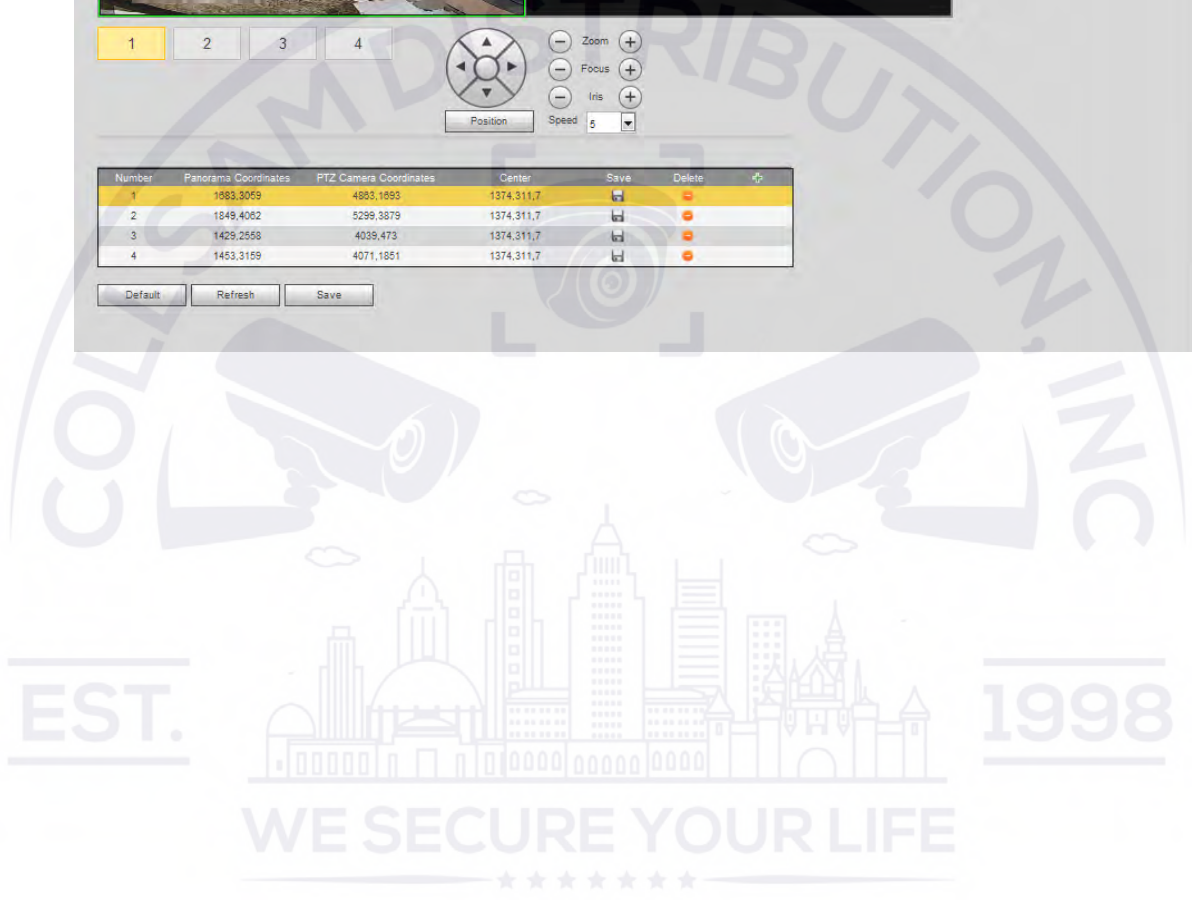 1 2 3 4
Zoom
Focus
Iris
Position Speed 5
Number Panorama Coordinates PTZ Camera Coordinates Center Save Delete
1 1683,3059 4863,1693 1374,311,7
2 1849,4062 5299,3879 1374,311,7
3 1429,2558 4039,473 1374,311,7
4 1453,3159 4071,1851 1374,311,7
Default Refresh Save
COLLSAM DISTRIBUTION, INC
EST. 1998
WE SECURE YOUR LIFE